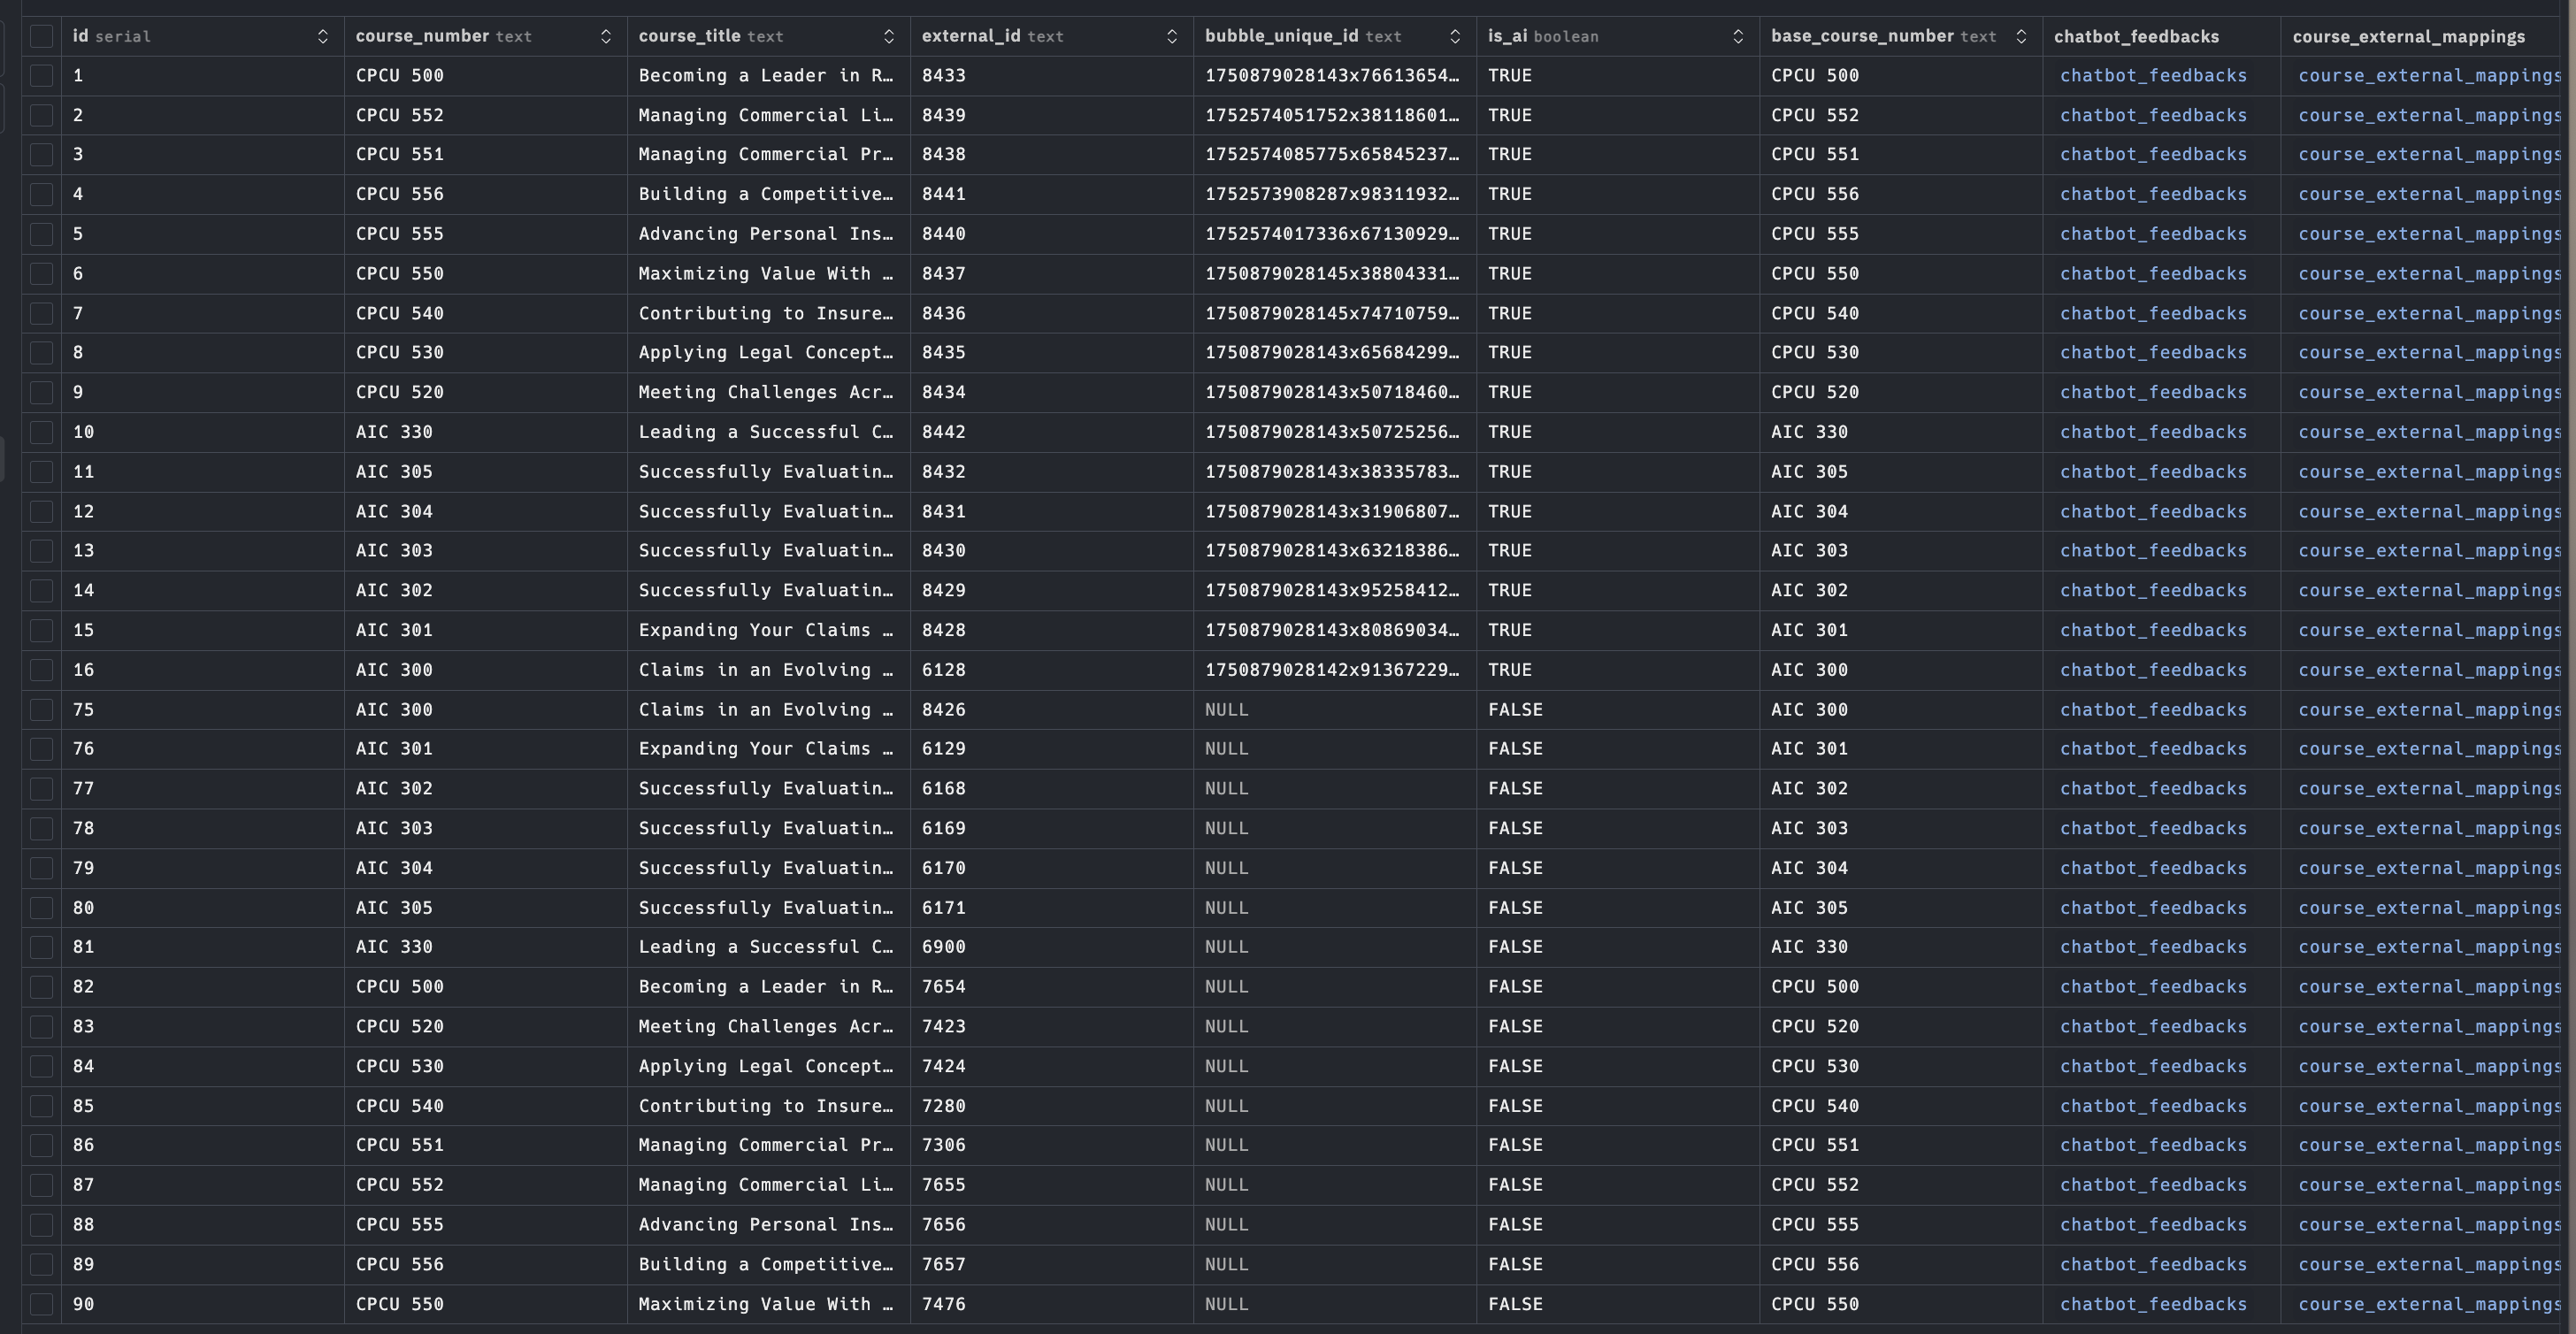 id serial course_number text course_title text external_id text bubble_unique_id text is_ai boolean base_course_number text chatbot_feedbacks course_external_mappings
1 CPCU 500 Becoming a Leader in R… 8433 1750879028143x76613654… TRUE CPCU 500 chatbot_feedbacks course_external_mappings
2 CPCU 552 Managing Commercial Li… 8439 1752574051752x38118601… TRUE CPCU 552 chatbot_feedbacks course_external_mappings
3 CPCU 551 Managing Commercial Pr… 8438 1752574085775x65845237… TRUE CPCU 551 chatbot_feedbacks course_external_mappings
4 CPCU 556 Building a Competitive… 8441 1752573908287x98311932… TRUE CPCU 556 chatbot_feedbacks course_external_mappings
5 CPCU 555 Advancing Personal Ins… 8440 1752574017336x67130929… TRUE CPCU 555 chatbot_feedbacks course_external_mappings
6 CPCU 550 Maximizing Value With … 8437 1750879028145x38804331… TRUE CPCU 550 chatbot_feedbacks course_external_mappings
7 CPCU 540 Contributing to Insure… 8436 1750879028145x74710759… TRUE CPCU 540 chatbot_feedbacks course_external_mappings
8 CPCU 530 Applying Legal Concept… 8435 1750879028143x65684299… TRUE CPCU 530 chatbot_feedbacks course_external_mappings
9 CPCU 520 Meeting Challenges Acr… 8434 1750879028143x50718460… TRUE CPCU 520 chatbot_feedbacks course_external_mappings
10 AIC 330 Leading a Successful C… 8442 1750879028143x50725256… TRUE AIC 330 chatbot_feedbacks course_external_mappings
11 AIC 305 Successfully Evaluatin… 8432 1750879028143x38335783… TRUE AIC 305 chatbot_feedbacks course_external_mappings
12 AIC 304 Successfully Evaluatin… 8431 1750879028143x31906807… TRUE AIC 304 chatbot_feedbacks course_external_mappings
13 AIC 303 Successfully Evaluatin… 8430 1750879028143x63218386… TRUE AIC 303 chatbot_feedbacks course_external_mappings
14 AIC 302 Successfully Evaluatin… 8429 1750879028143x95258412… TRUE AIC 302 chatbot_feedbacks course_external_mappings
15 AIC 301 Expanding Your Claims … 8428 1750879028143x80869034… TRUE AIC 301 chatbot_feedbacks course_external_mappings
16 AIC 300 Claims in an Evolving … 6128 1750879028142x91367229… TRUE AIC 300 chatbot_feedbacks course_external_mappings
75 AIC 300 Claims in an Evolving … 8426 NULL FALSE AIC 300 chatbot_feedbacks course_external_mappings
76 AIC 301 Expanding Your Claims … 6129 NULL FALSE AIC 301 chatbot_feedbacks course_external_mappings
77 AIC 302 Successfully Evaluatin… 6168 NULL FALSE AIC 302 chatbot_feedbacks course_external_mappings
78 AIC 303 Successfully Evaluatin… 6169 NULL FALSE AIC 303 chatbot_feedbacks course_external_mappings
79 AIC 304 Successfully Evaluatin… 6170 NULL FALSE AIC 304 chatbot_feedbacks course_external_mappings
80 AIC 305 Successfully Evaluatin… 6171 NULL FALSE AIC 305 chatbot_feedbacks course_external_mappings
81 AIC 330 Leading a Successful C… 6900 NULL FALSE AIC 330 chatbot_feedbacks course_external_mappings
82 CPCU 500 Becoming a Leader in R… 7654 NULL FALSE CPCU 500 chatbot_feedbacks course_external_mappings
83 CPCU 520 Meeting Challenges Acr… 7423 NULL FALSE CPCU 520 chatbot_feedbacks course_external_mappings
84 CPCU 530 Applying Legal Concept… 7424 NULL FALSE CPCU 530 chatbot_feedbacks course_external_mappings
85 CPCU 540 Contributing to Insure… 7280 NULL FALSE CPCU 540 chatbot_feedbacks course_external_mappings
86 CPCU 551 Managing Commercial Pr… 7306 NULL FALSE CPCU 551 chatbot_feedbacks course_external_mappings
87 CPCU 552 Managing Commercial Li… 7655 NULL FALSE CPCU 552 chatbot_feedbacks course_external_mappings
88 CPCU 555 Advancing Personal Ins… 7656 NULL FALSE CPCU 555 chatbot_feedbacks course_external_mappings
89 CPCU 556 Building a Competitive… 7657 NULL FALSE CPCU 556 chatbot_feedbacks course_external_mappings
90 CPCU 550 Maximizing Value With … 7476 NULL FALSE CPCU 550 chatbot_feedbacks course_external_mappings